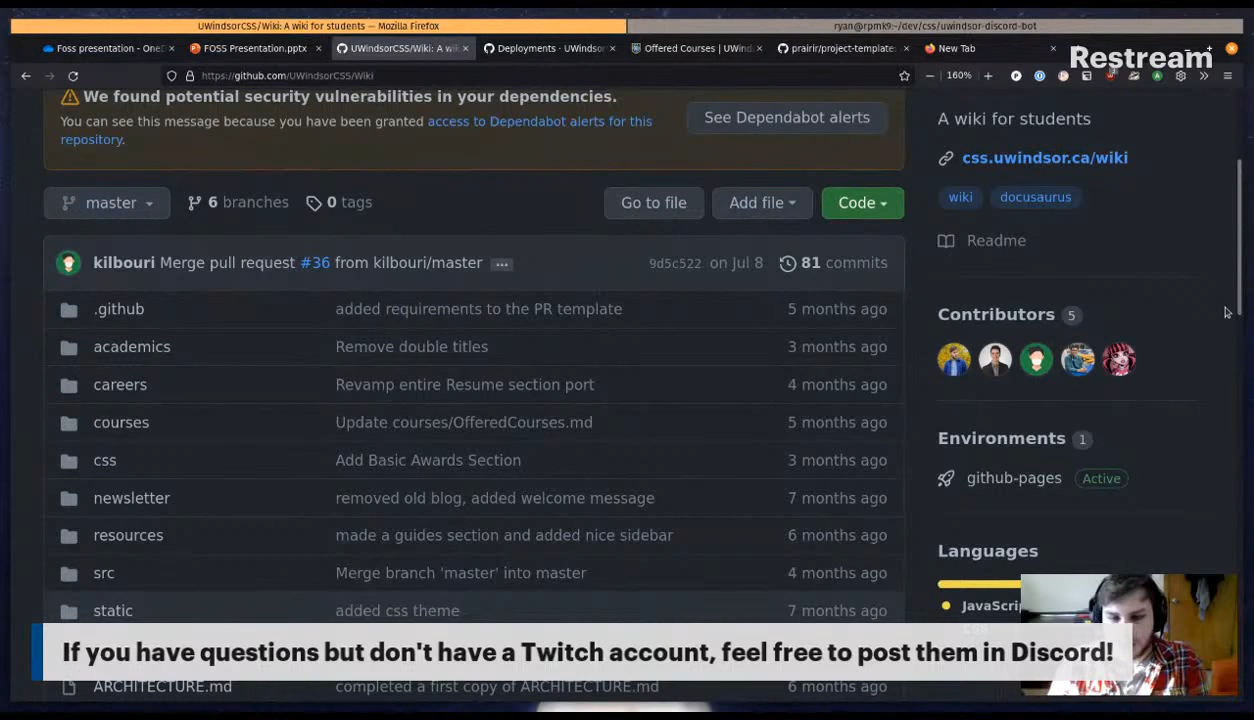 UWindsorCSS/Wiki: A wiki for students — Mozilla Firefox
ryan@rpmk9:~/dev/css/uwindsor-discord-bot
Foss presentation - OneD
FOSS Presentation.pptx
UWindsorCSS/Wiki: A wi
Deployments · UWindso
Offered Courses | UWind
prairir/project-template
New Tab
Restream
https://github.com/UWindsorCSS/Wiki
160%
We found potential security vulnerabilities in your dependencies.
You can see this message because you have been granted access to Dependabot alerts for this
repository.
See Dependabot alerts
A wiki for students
css.uwindsor.ca/wiki
wiki
docusaurus
Readme
master
6 branches
0 tags
Go to file
Add file
Code
kilbouri Merge pull request #36 from kilbouri/master ...
9d5c522 on Jul 8
81 commits
.github
added requirements to the PR template
5 months ago
academics
Remove double titles
3 months ago
careers
Revamp entire Resume section port
4 months ago
courses
Update courses/OfferedCourses.md
5 months ago
css
Add Basic Awards Section
3 months ago
newsletter
removed old blog, added welcome message
7 months ago
resources
made a guides section and added nice sidebar
6 months ago
src
Merge branch 'master' into master
4 months ago
static
added css theme
7 months ago
ARCHITECTURE.md
completed a first copy of ARCHITECTURE.md
6 months ago
Contributors 5
Environments 1
github-pages Active
Languages
JavaScri
If you have questions but don't have a Twitch account, feel free to post them in Discord!